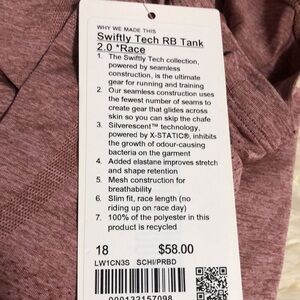 WHY WE MADE THIS
Swiftly Tech RB Tank
2.0 *Race
1. The Swiftly Tech collection,
powered by seamless
construction, is the ultimate
gear for running and training
2. Our seamless construction uses
the fewest number of seams to
create gear that glides across
skin so you can skip the chafe
3. Silverescent™ technology,
powered by X-STATIC®, inhibits
the growth of odour-causing
bacteria on the garment
4. Added elastane improves stretch
and shape retention
5. Mesh construction for
breathability
6. Slim fit, race length (no
riding up on race day)
7. 100% of the polyester in this
product is recycled
18 $58.00
LW1CN3S SCHI/PRBD
000132157098